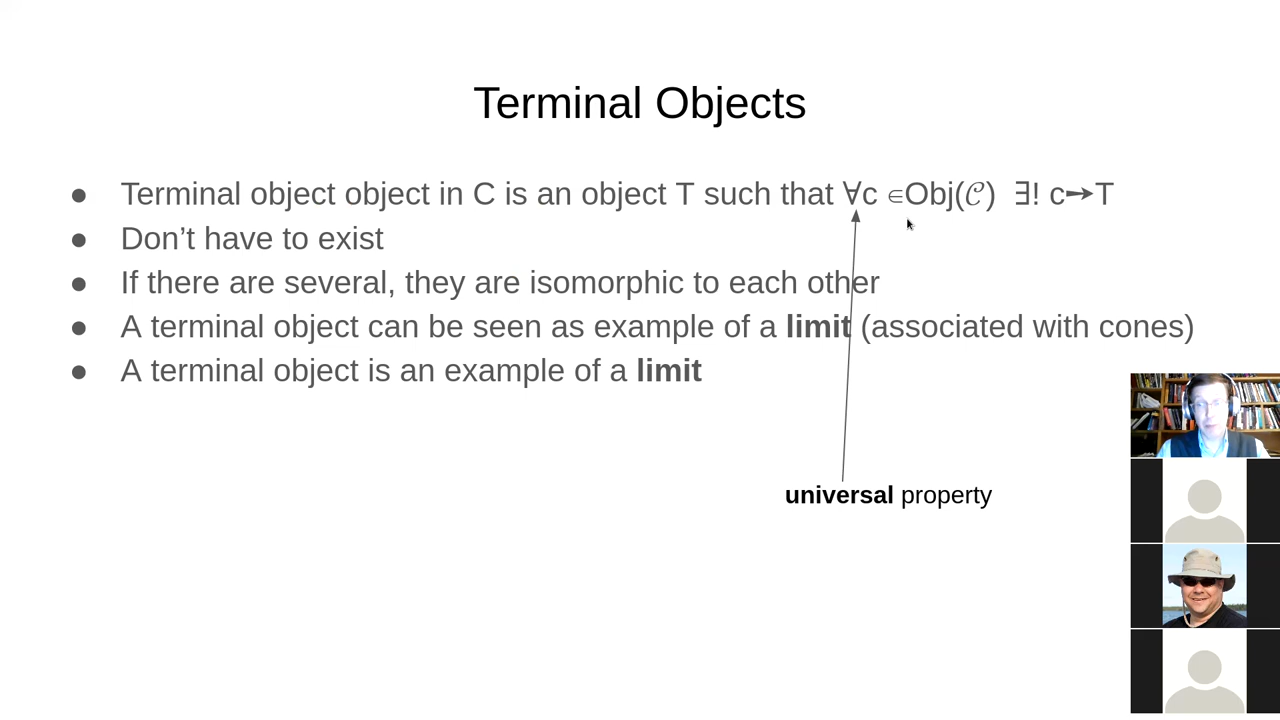 Terminal Objects
● Terminal object object in C is an object T such that ∀c ∈Obj(𝒞) ∃! c➙T
● Don’t have to exist
● If there are several, they are isomorphic to each other
● A terminal object can be seen as example of a limit (associated with cones)
● A terminal object is an example of a limit
universal property